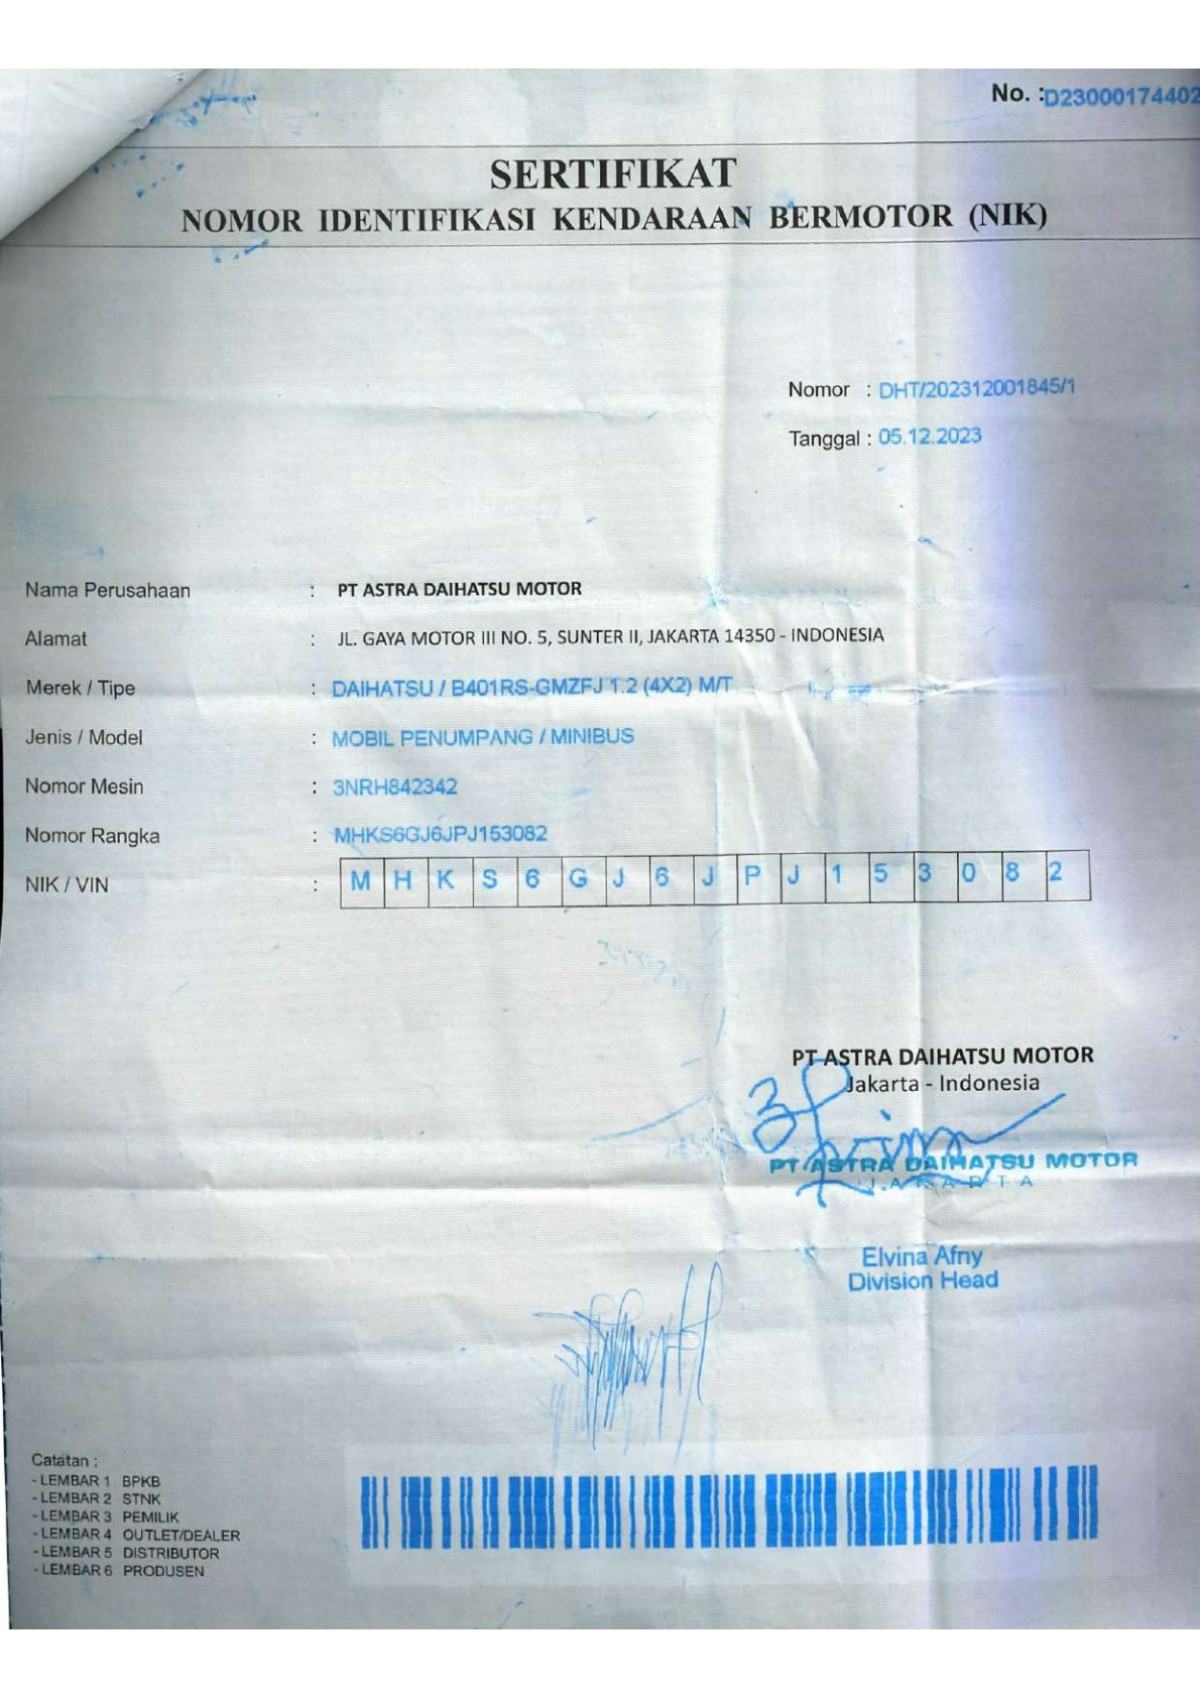 No. :D23000174402
SERTIFIKAT
NOMOR IDENTIFIKASI KENDARAAN BERMOTOR (NIK)
Nomor : DHT/202312001845/1
Tanggal : 05.12.2023
Nama Perusahaan : PT ASTRA DAIHATSU MOTOR
Alamat : JL. GAYA MOTOR III NO. 5, SUNTER II, JAKARTA 14350 - INDONESIA
Merek / Tipe : DAIHATSU / B401RS-GMZFJ 1.2 (4X2) M/T
Jenis / Model : MOBIL PENUMPANG / MINIBUS
Nomor Mesin : 3NRH842342
Nomor Rangka : MHKS6GJ6JPJ153082
NIK / VIN : M H K S 6 G J 6 J P J 1 5 3 0 8 2
PT ASTRA DAIHATSU MOTOR
Jakarta - Indonesia
PT ASTRA DAIHATSU MOTOR
JAKARTA
Elvina Afny
Division Head
Catatan :
- LEMBAR 1 BPKB
- LEMBAR 2 STNK
- LEMBAR 3 PEMILIK
- LEMBAR 4 OUTLET/DEALER
- LEMBAR 5 DISTRIBUTOR
- LEMBAR 6 PRODUSEN